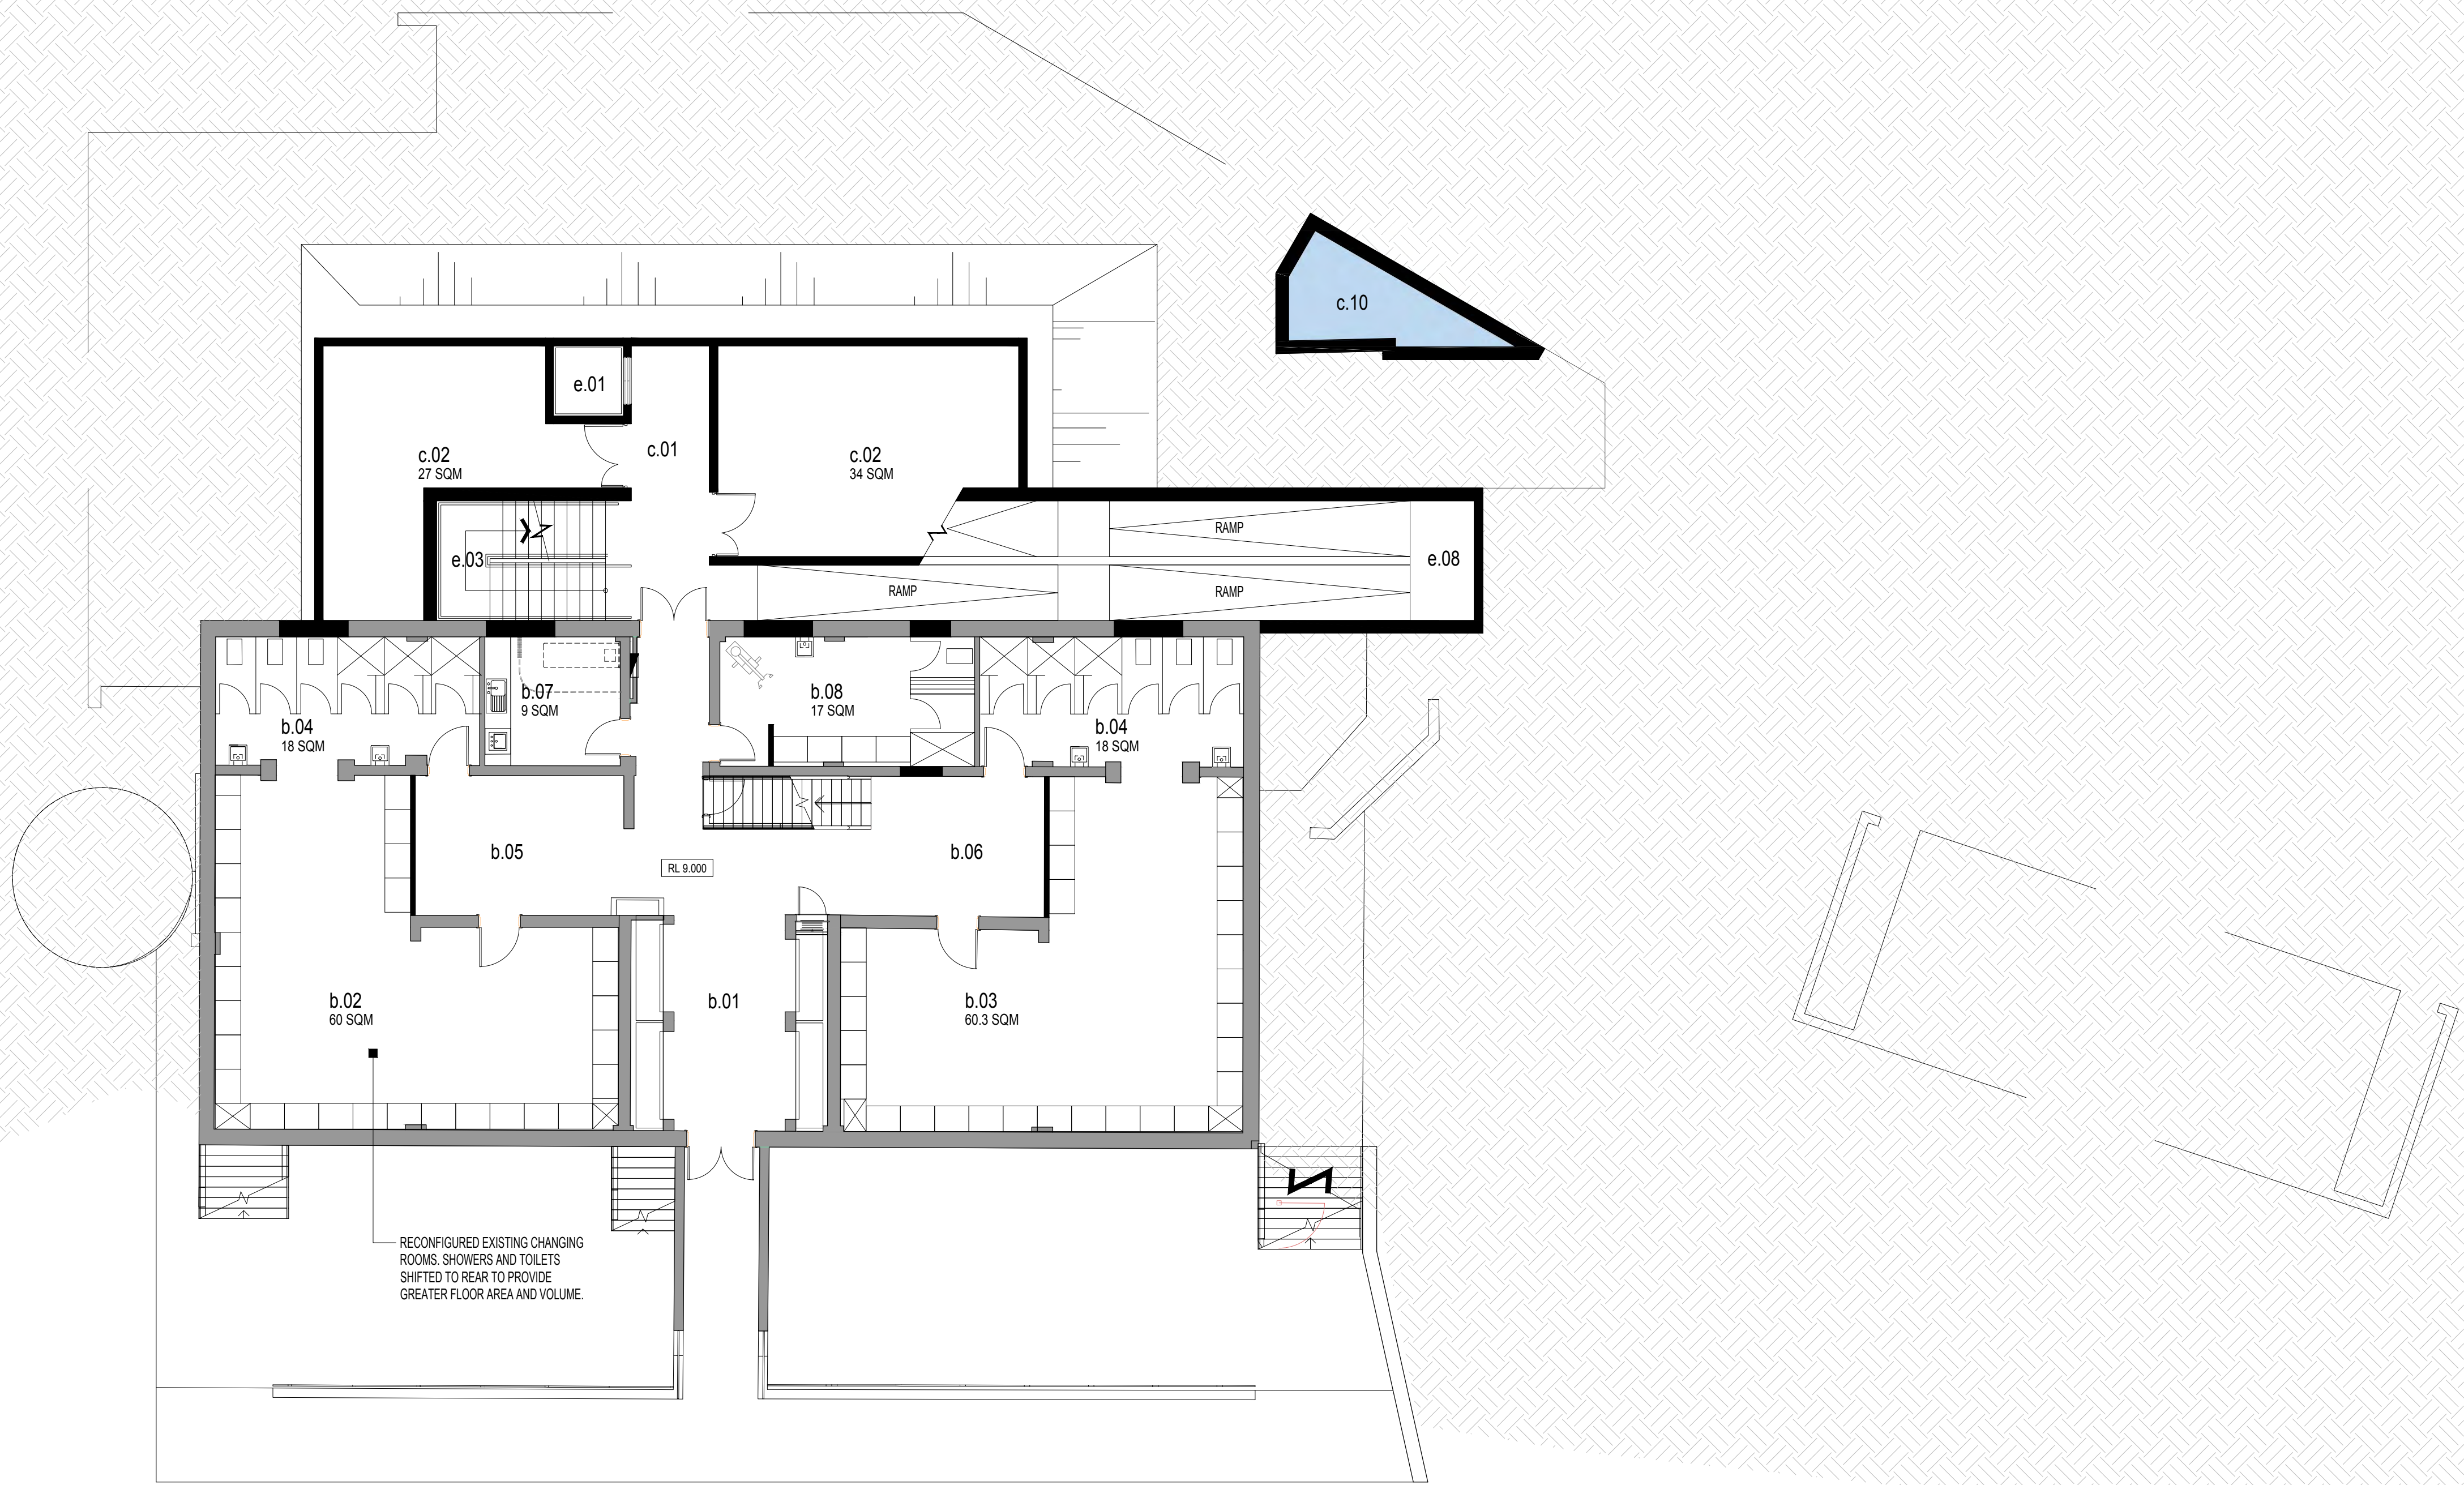 c.10
e.01
c.01
c.02
27 SQM
c.02
34 SQM
RAMP
e.03
e.08
RAMP
RAMP
b.07
9 SQM
b.08
17 SQM
b.04
18 SQM
b.04
18 SQM
b.05
b.06
RL 9.000
b.02
60 SQM
b.01
b.03
60.3 SQM
RECONFIGURED EXISTING CHANGING
ROOMS. SHOWERS AND TOILETS
SHIFTED TO REAR TO PROVIDE
GREATER FLOOR AREA AND VOLUME.